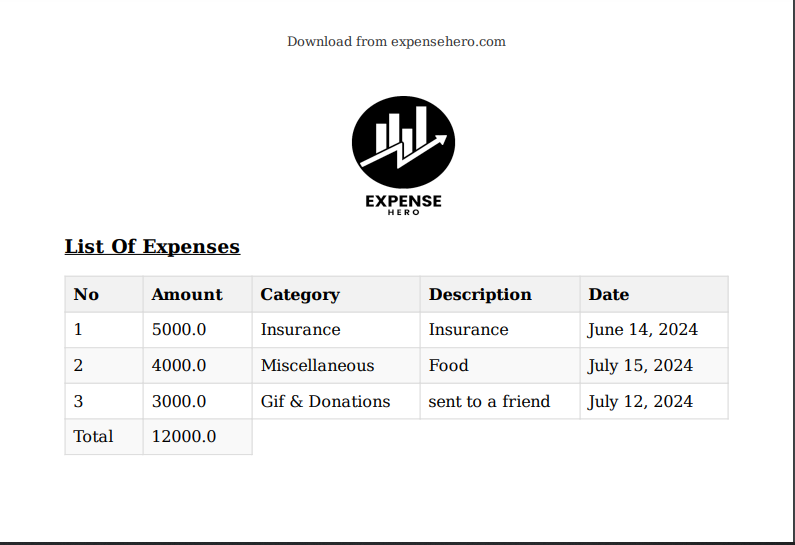 Download from expensehero.com
EXPENSE
HERO
List Of Expenses
No Amount Category Description Date
1 5000.0 Insurance Insurance June 14, 2024
2 4000.0 Miscellaneous Food July 15, 2024
3 3000.0 Gif & Donations sent to a friend July 12, 2024
Total 12000.0